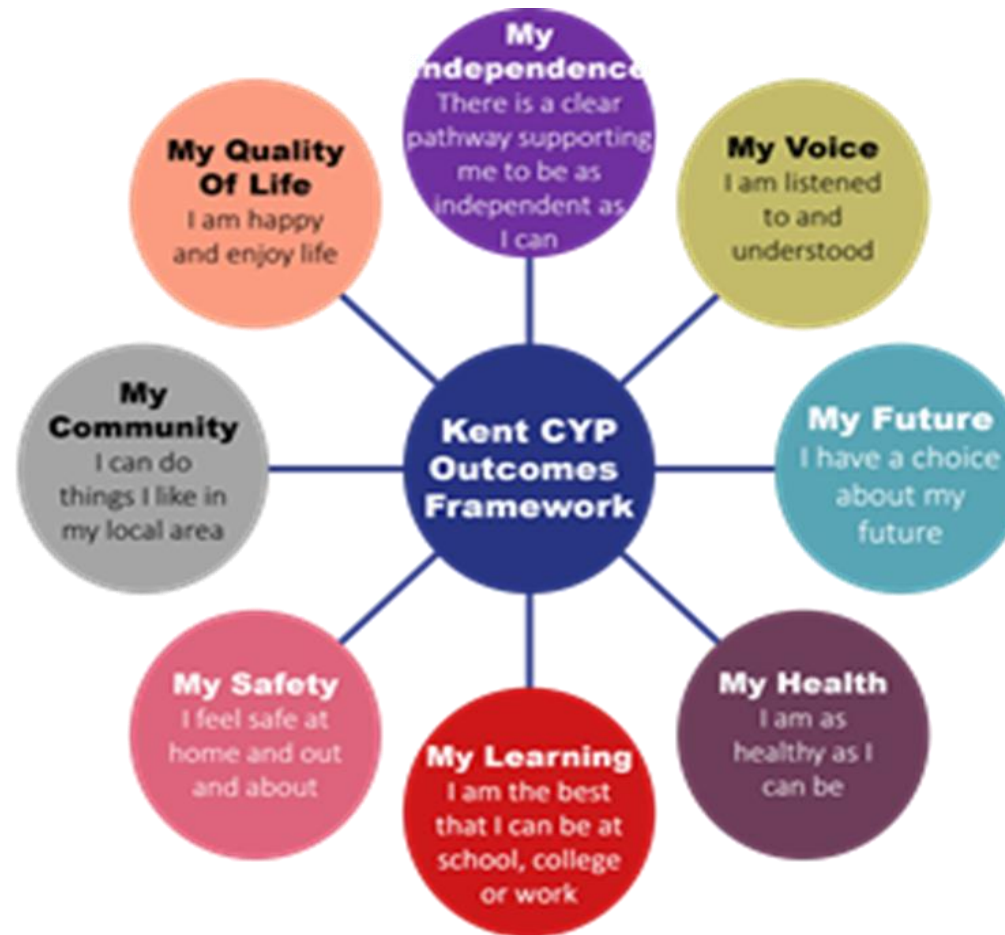 My
Independence
There is a clear
pathway supporting
me to be as
independent as
I can
My Voice
I am listened
to and
understood
My Future
I have a choice
about my
future
My Health
I am as
healthy as I
can be
My Learning
I am the best
that I can be at
school, college
or work
My Safety
I feel safe at
home and out
and about
My
Community
I can do
things I like in
my local area
My Quality
Of Life
I am happy
and enjoy life
Kent CYP
Outcomes
Framework